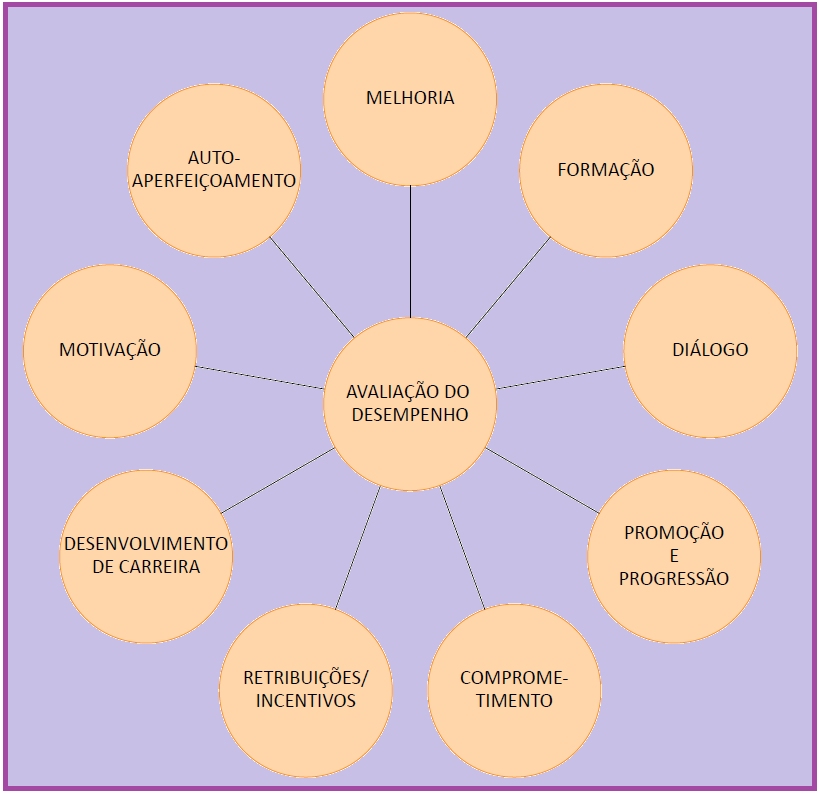 MELHORIA
FORMAÇÃO
DIÁLOGO
PROMOÇÃO
E
PROGRESSÃO
COMPROME-
TIMENTO
RETRIBUIÇÕES/
INCENTIVOS
DESENVOLVIMENTO
DE CARREIRA
MOTIVAÇÃO
AUTO-
APERFEIÇOAMENTO
AVALIAÇÃO DO
DESEMPENHO